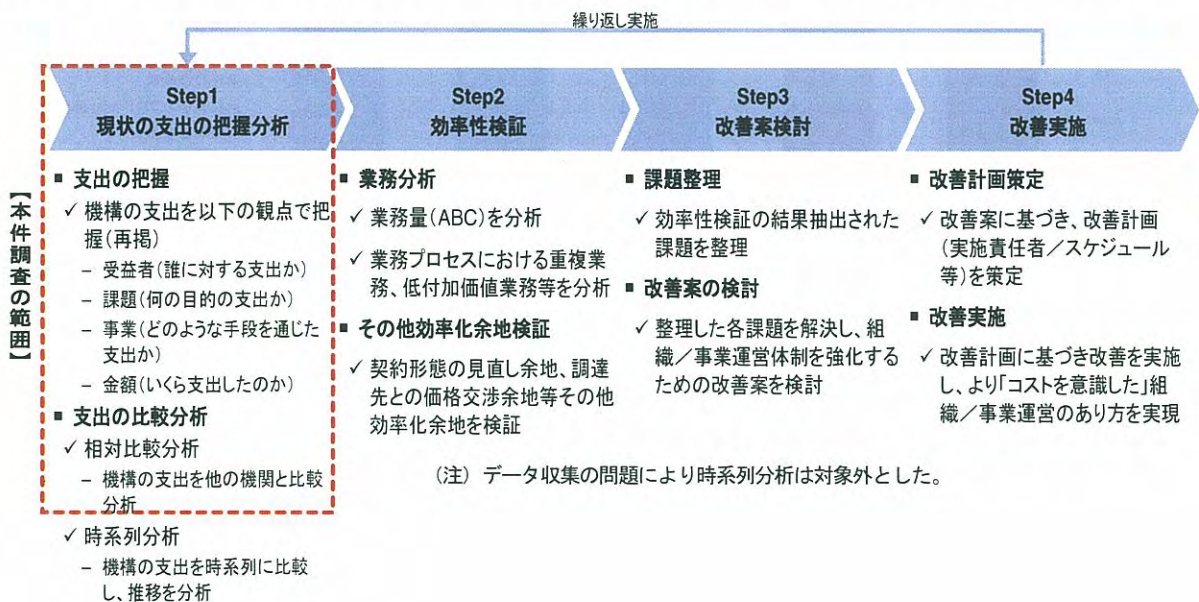 繰り返し実施
Step1
現状の支出の把握分析
Step2
効率性検証
Step3
改善案検討
Step4
改善実施
【本件調査の範囲】
■ 支出の把握
✓ 機構の支出を以下の観点で把
握(再掲)
– 受益者(誰に対する支出か)
– 課題(何の目的の支出か)
– 事業(どのような手段を通じた
支出か)
– 金額(いくら支出したのか)
■ 支出の比較分析
✓ 相対比較分析
– 機構の支出を他の機関と比較
分析
✓ 時系列分析
– 機構の支出を時系列に比較
し、推移を分析
■ 業務分析
✓ 業務量(ABC)を分析
✓ 業務プロセスにおける重複業
務、低付加価値業務等を分析
■ その他効率化余地検証
✓ 契約形態の見直し余地、調達
先との価格交渉余地等その他
効率化余地を検証
■ 課題整理
✓ 効率性検証の結果抽出された
課題を整理
■ 改善案の検討
✓ 整理した各課題を解決し、組
織/事業運営体制を強化する
ための改善案を検討
■ 改善計画策定
✓ 改善案に基づき、改善計画
(実施責任者/スケジュール
等)を策定
■ 改善実施
✓ 改善計画に基づき改善を実施
し、より「コストを意識した」組
織/事業運営のあり方を実現
(注) データ収集の問題により時系列分析は対象外とした。